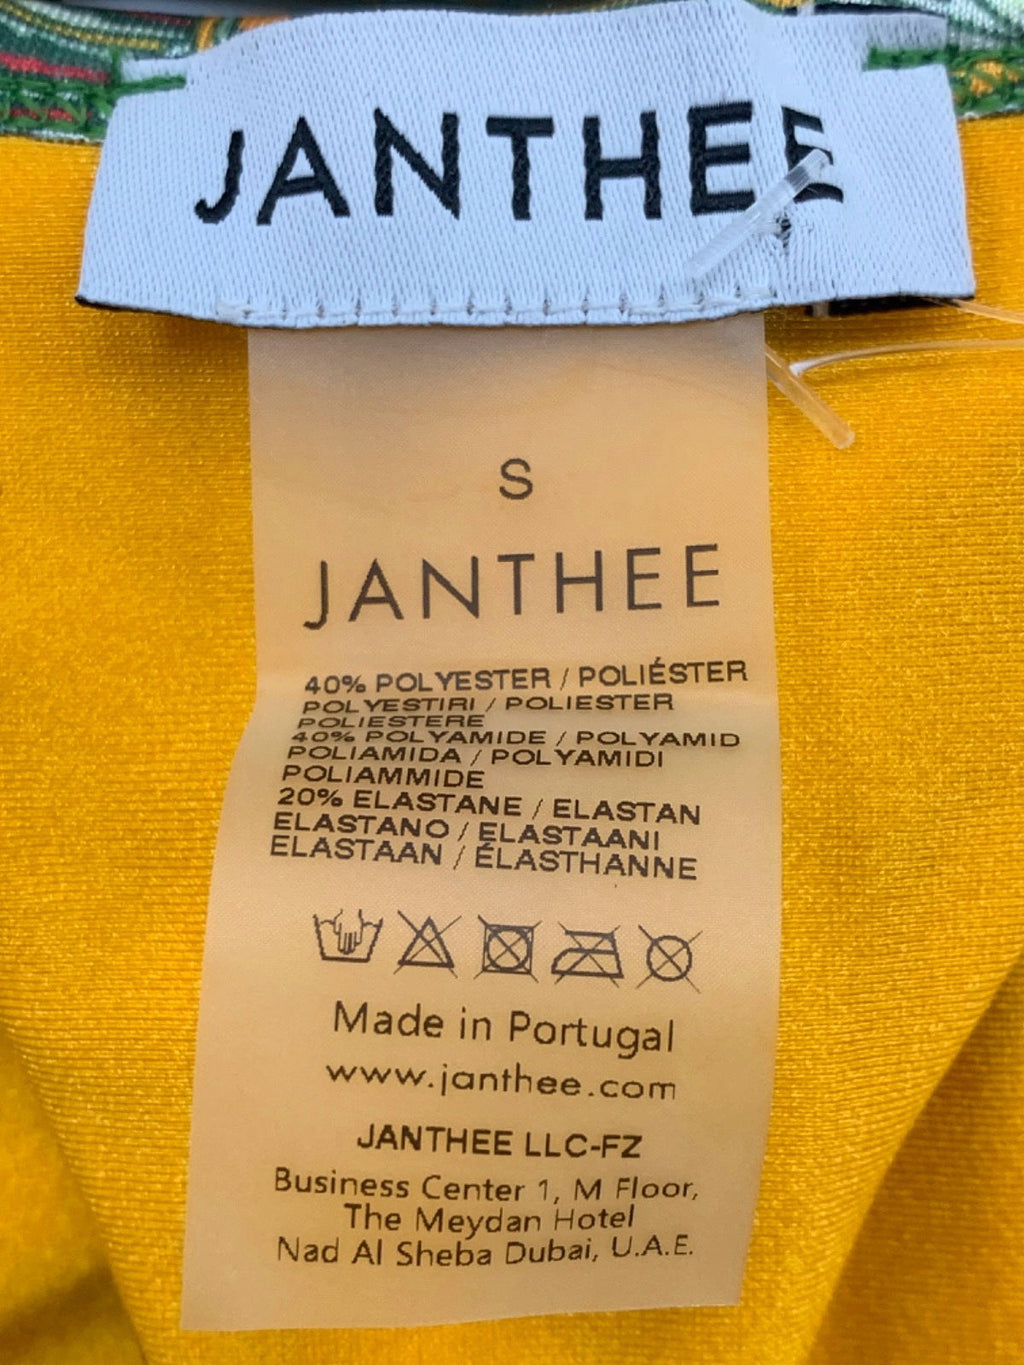 JANTHEE
S
JANTHEE
40% POLYESTER / POLIÉSTER
POLYESTIRI / POLIESTER
POLIESTERE
40% POLYAMIDE / POLYAMID
POLIAMIDA / POLYAMIDI
POLIAMMIDE
20% ELASTANE / ELASTAN
ELASTANO / ELASTAANI
ELASTAAN / ÉLASTHANNE
Made in Portugal
www.janthee.com
JANTHEE LLC-FZ
Business Center 1, M Floor,
The Meydan Hotel
Nad Al Sheba Dubai, U.A.E.